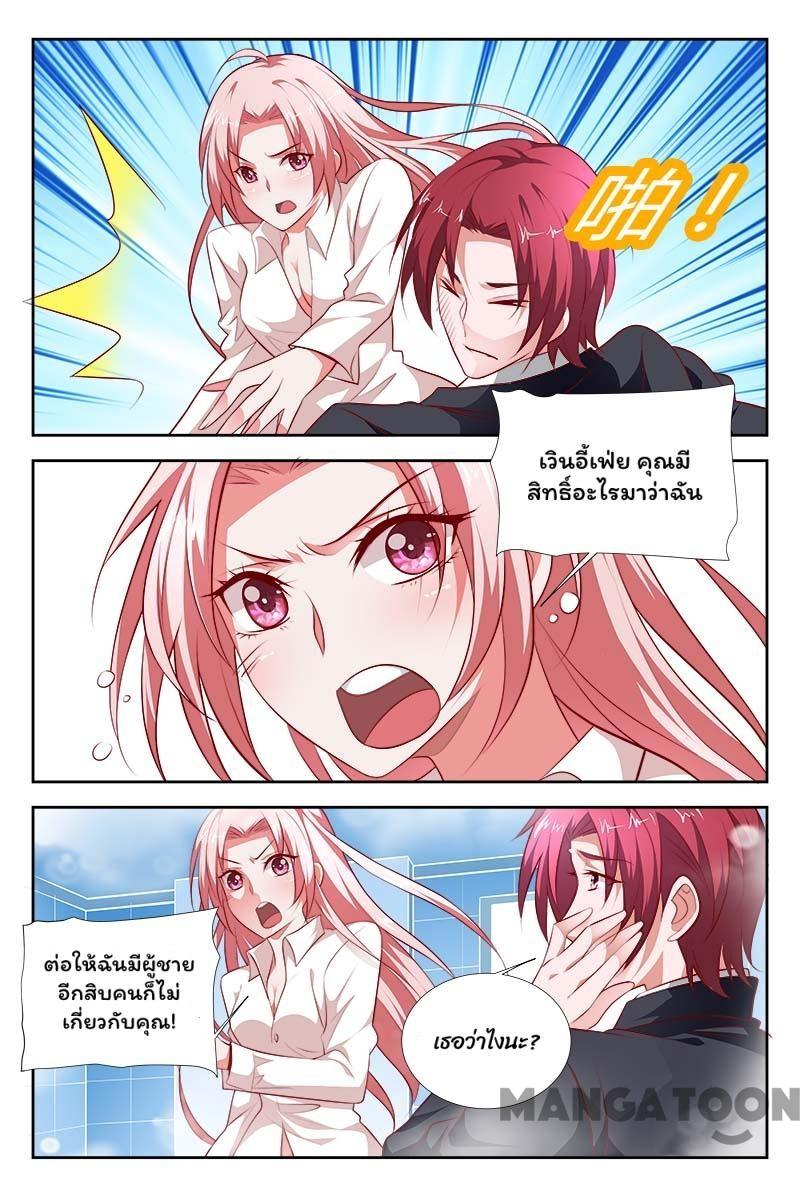 啪！
เวินอี้เฟ่ย คุณมี
สิทธิ์อะไรมาว่าฉัน
ต่อให้ฉันมีผู้ชาย
อีกสิบคนก็ไม่
เกี่ยวกับคุณ!
เธอว่าไงนะ?
MANGATOON